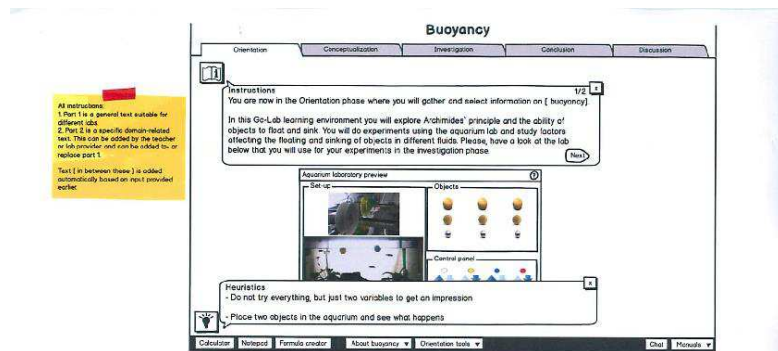 Buoyancy
Orientation
Conceptualization
Investigation
Conclusion
Discussion
Instructions
1/2
x
You are now in the Orientation phase where you will gather and select information on [ buoyancy]
In this Go-Lab learning environment you will explore Archimides' principle and the ability of
objects to float and sink. You will do experiments using the aquarium lab and study factors
affecting the floating and sinking of objects in different fluids. Please, have a look at the lab
below that you will use for your experiments in the investigation phase.
Next
All instructions:
1. Part 1 is a general text suitable for
different labs
2. Part 2 is a specific domain-related
text. This can be added by the teacher
or lab provider and can be added to- or
replace part 1.
Text [ in between these ] is added
automatically based on input provided
earlier.
Aquarium laboratory preview
?
Set-up
Objects
Control panel
Heuristics
x
- Do not try everything, but just two variables to get an impression
- Place two objects in the aquarium and see what happens
Calculator
Notepad
Formula creator
About buoyancy
Orientation tools
Chat
Manuals